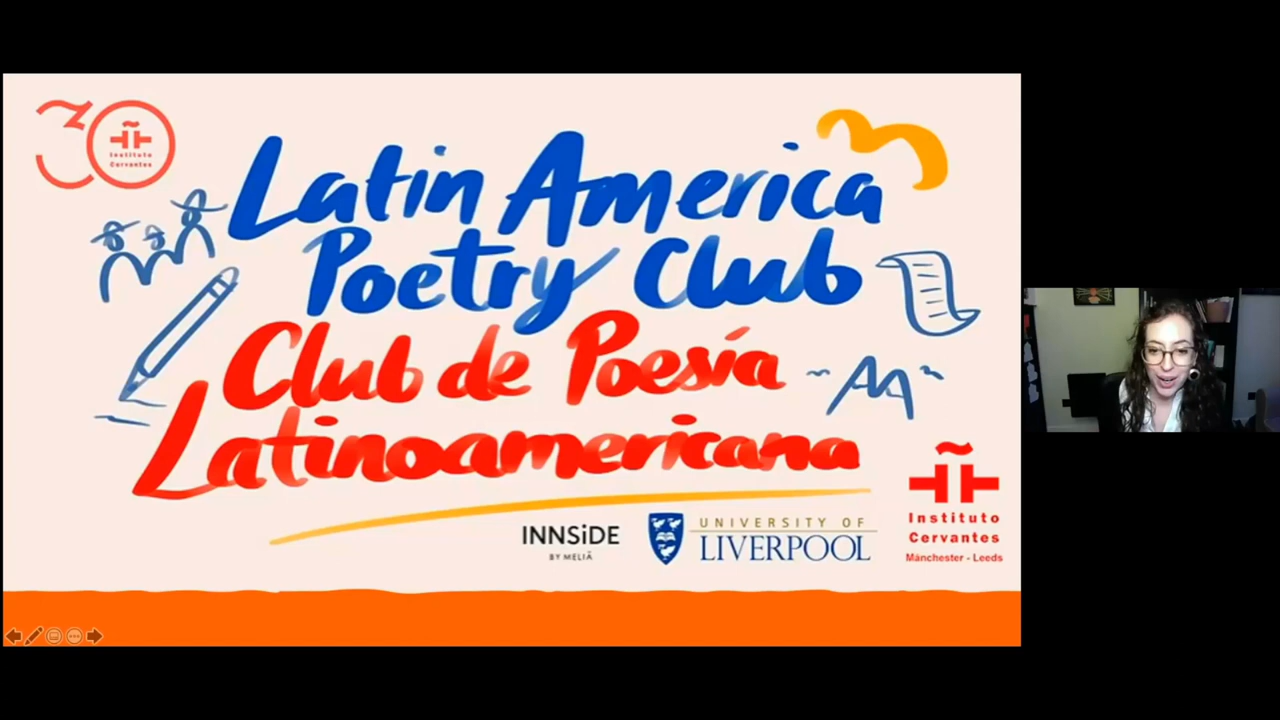 30
Instituto
Cervantes
Latin America
Poetry Club
Club de Poesía
Latinoamericana
INNSiDE
BY MELIÃ
UNIVERSITY OF
LIVERPOOL
Instituto
Cervantes
Mánchester - Leeds